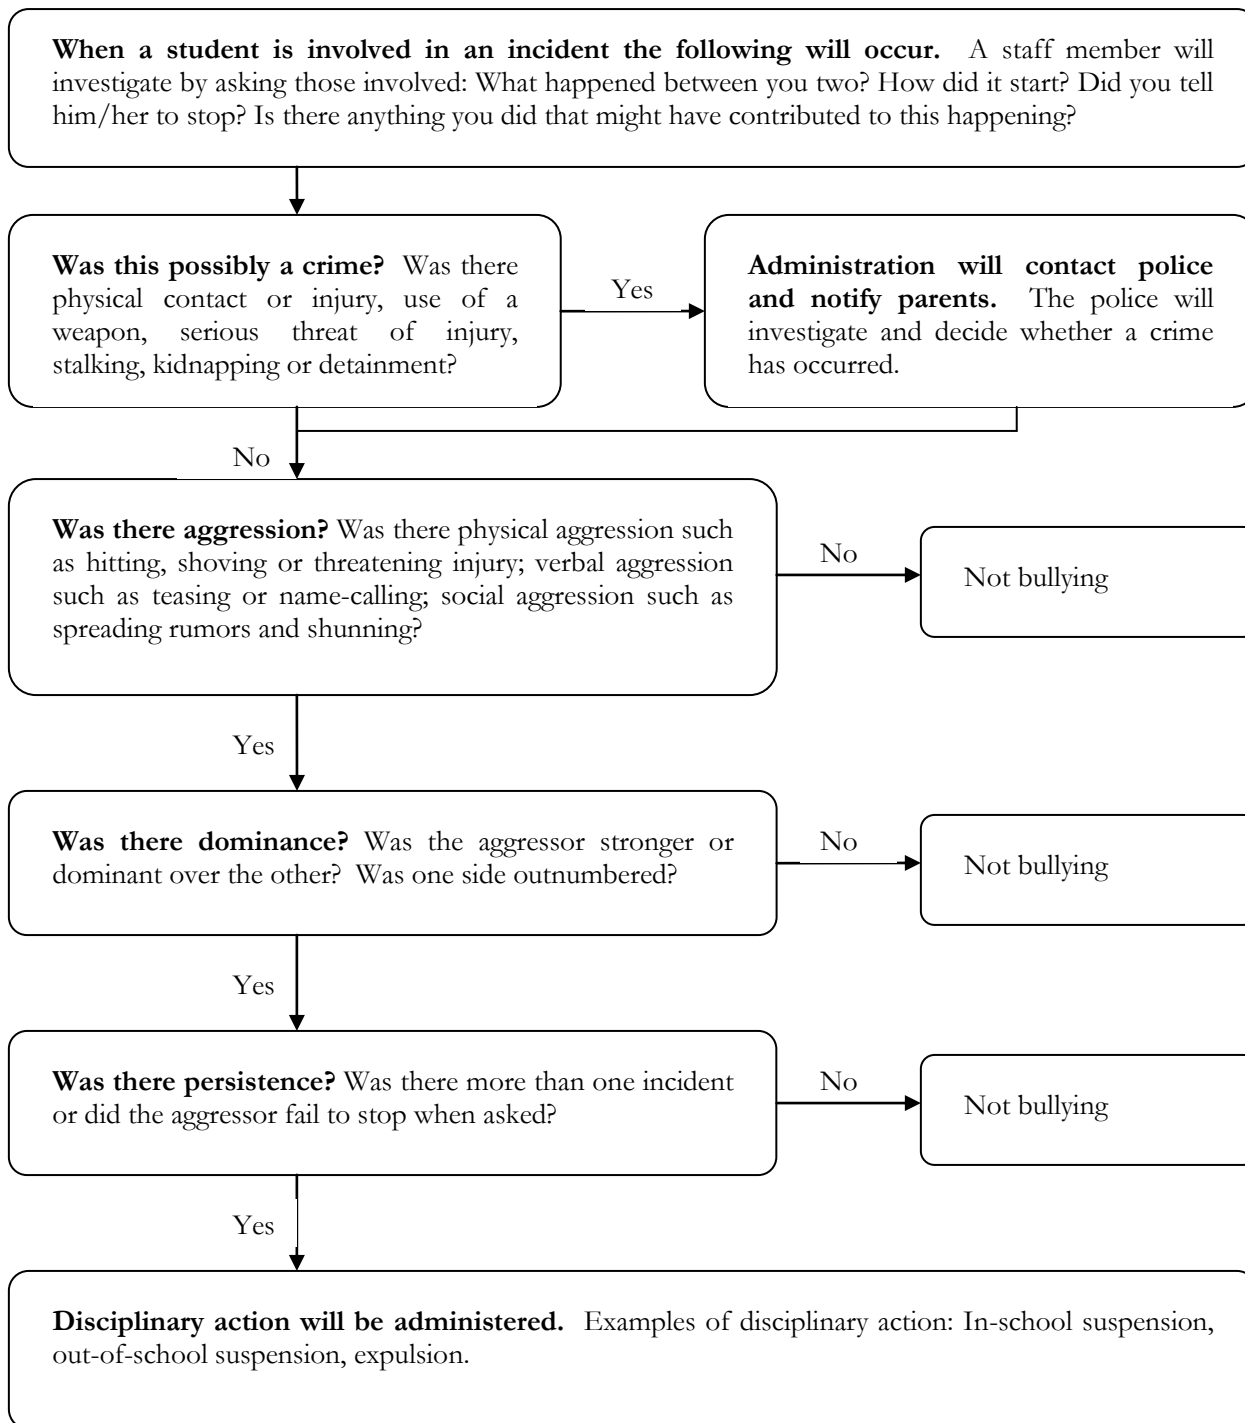 When a student is involved in an incident the following will occur. A staff member will
investigate by asking those involved: What happened between you two? How did it start? Did you tell
him/her to stop? Is there anything you did that might have contributed to this happening?
Was this possibly a crime? Was there
physical contact or injury, use of a
weapon, serious threat of injury,
stalking, kidnapping or detainment?
Yes
Administration will contact police
and notify parents. The police will
investigate and decide whether a crime
has occurred.
No
Was there aggression? Was there physical aggression such
as hitting, shoving or threatening injury; verbal aggression
such as teasing or name-calling; social aggression such as
spreading rumors and shunning?
No
Not bullying
Yes
Was there dominance? Was the aggressor stronger or
dominant over the other? Was one side outnumbered?
No
Not bullying
Yes
Was there persistence? Was there more than one incident
or did the aggressor fail to stop when asked?
No
Not bullying
Yes
Disciplinary action will be administered. Examples of disciplinary action: In-school suspension,
out-of-school suspension, expulsion.